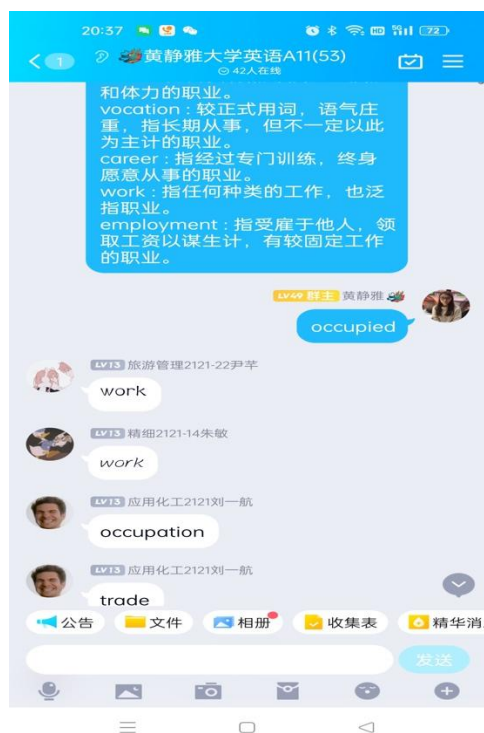 20:37
HD 5G 72
1 黄静雅大学英语A11(53)
42人在线
和体力的职业。
vocation：较正式用词，语气庄
重，指长期从事，但不一定以此
为主计的职业。
career：指经过专门训练，终身
愿意从事的职业。
work：指任何种类的工作，也泛
指职业。
employment：指受雇于他人，领
取工资以谋生计，有较固定工作
的职业。
LV49 群主 黄静雅
occupied
LV13 旅游管理2121-22尹芊
work
LV13 精细2121-14朱敏
work
LV13 应用化工2121刘一航
occupation
LV13 应用化工2121刘一航
trade
公告 文件 相册 收集表 精华消
发送